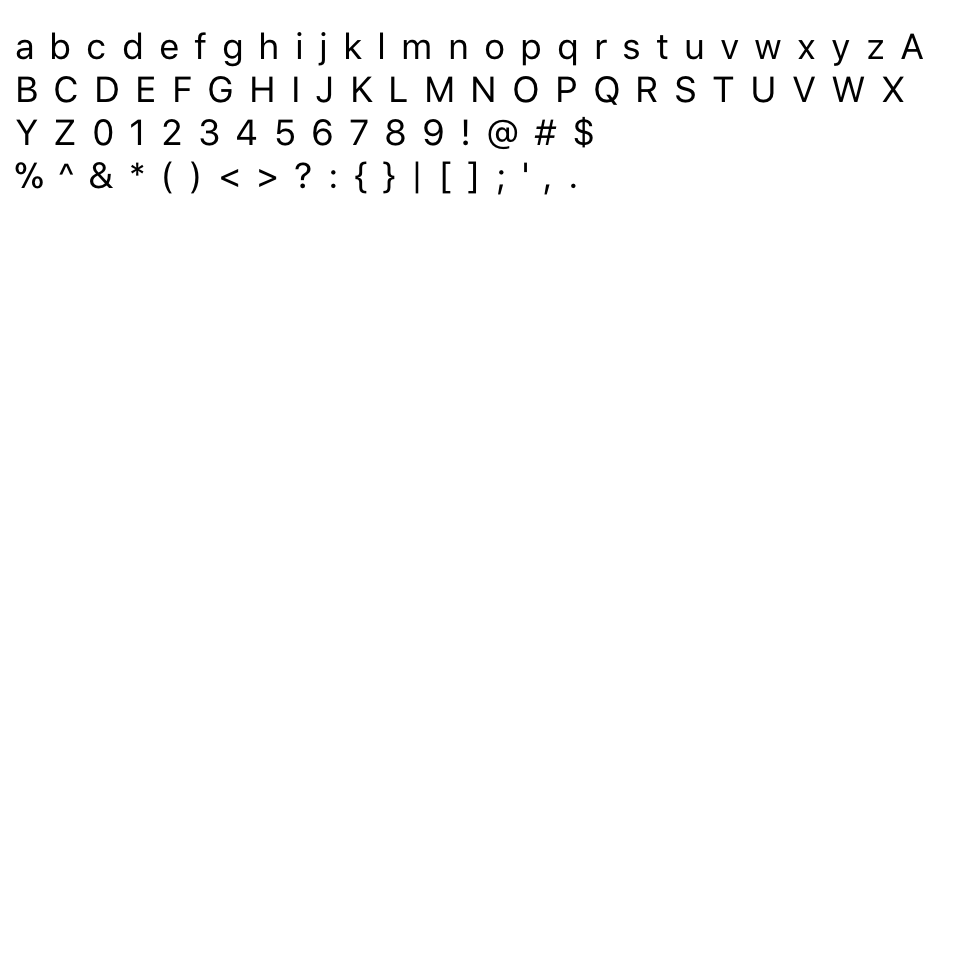 a b c d e f g h i j k l m n o p q r s t u v w x y z A
B C D E F G H I J K L M N O P Q R S T U V W X
Y Z 0 1 2 3 4 5 6 7 8 9 ! @ # $
% ^ & * ( ) < > ? : { } | [ ] ; ' , .